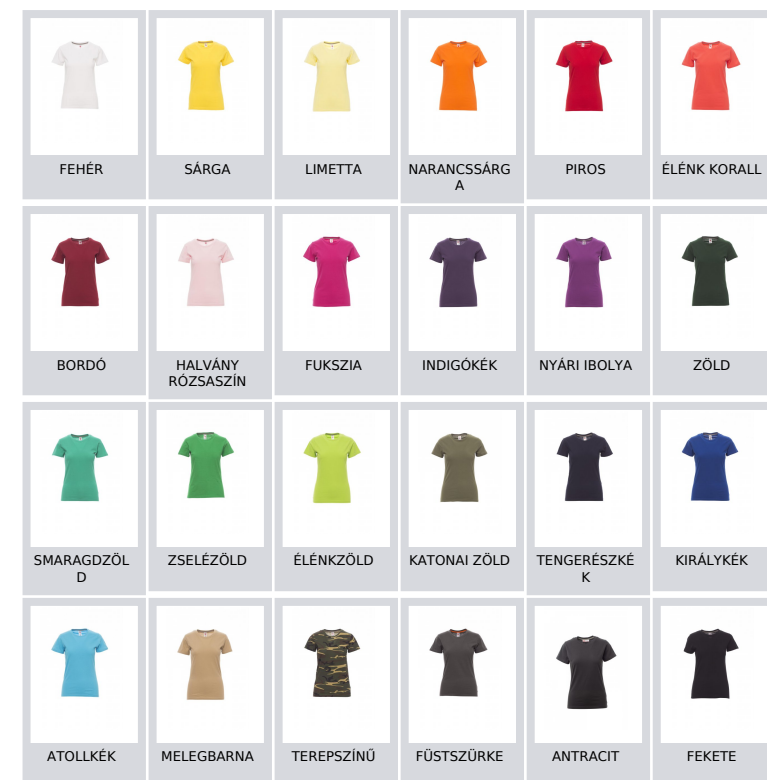 FEHÉR
SÁRGA
LIMETTA
NARANCSSÁRG
A
PIROS
ÉLÉNK KORALL
BORDÓ
HALVÁNY
RÓZSASZÍN
FUKSZIA
INDIGÓKÉK
NYÁRI IBOLYA
ZÖLD
SMARAGDZÖL
D
ZSELÉZÖLD
ÉLÉNKZÖLD
KATONAI ZÖLD
TENGERÉSZKÉ
K
KIRÁLYKÉK
ATOLLKÉK
MELEGBARNA
TEREPSZÍNŰ
FÜSTSZÜRKE
ANTRACIT
FEKETE